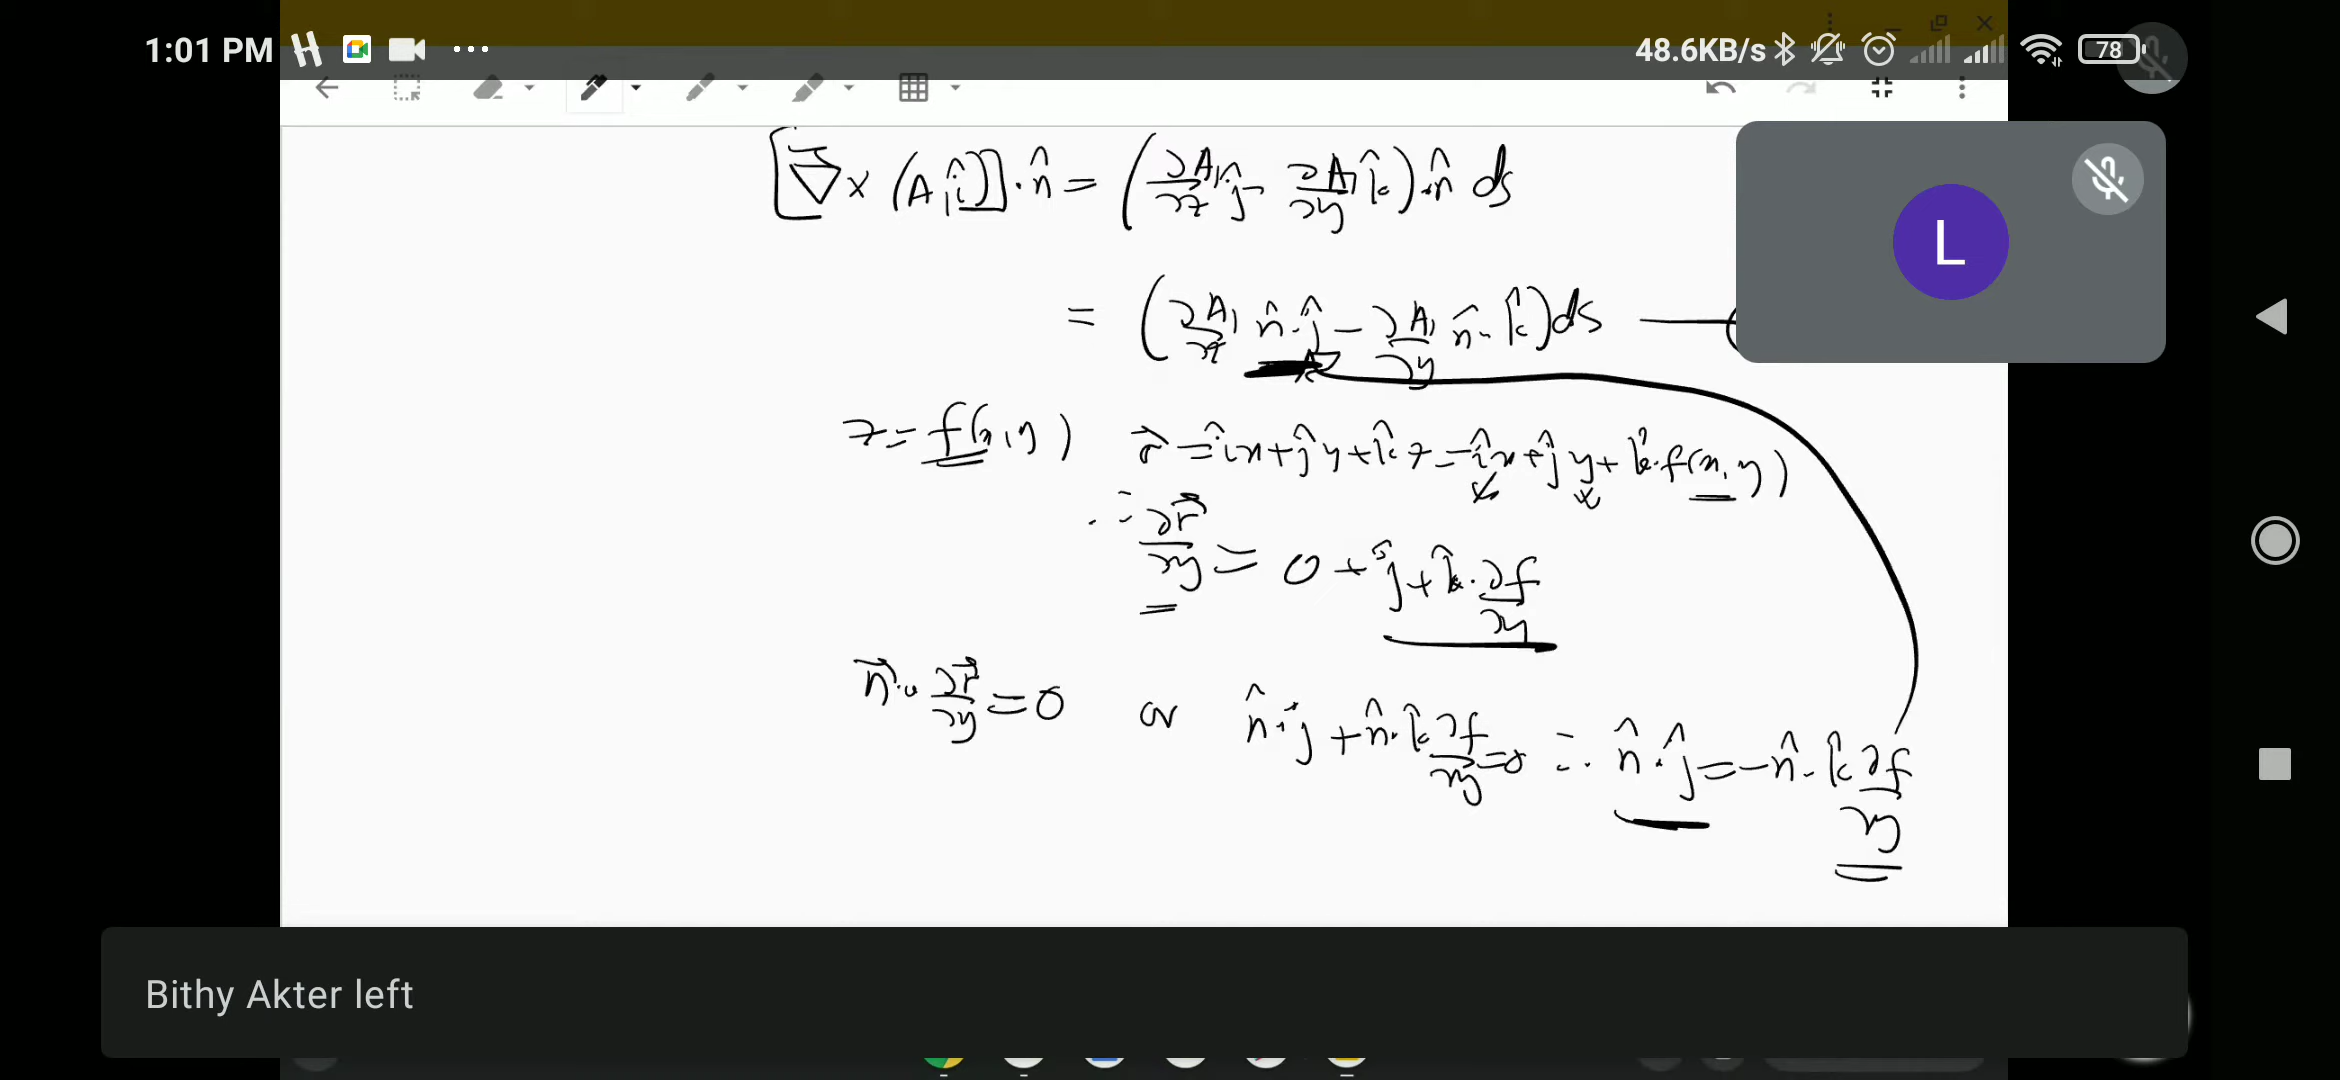 1:01 PM
48.6KB/s 78
[∇⃗ × (A₁î)]·n̂ = (∂A₁/∂z ĵ - ∂A₁/∂y k̂)·n̂ ds
= (∂A₁/∂z n̂·ĵ - ∂A₁/∂y n̂·k̂) ds
L
z = f(x,y) r⃗ = îx + ĵy + k̂z = îx + ĵy + k̂·f(x,y)
∴ ∂r⃗/∂y = 0 + ĵ + k̂·∂f/∂y
n⃗·∂r⃗/∂y = 0 or n̂·ĵ + n̂·k̂ ∂f/∂y = 0 ∴ n̂·ĵ = -n̂·k̂ ∂f/∂y
Bithy Akter left